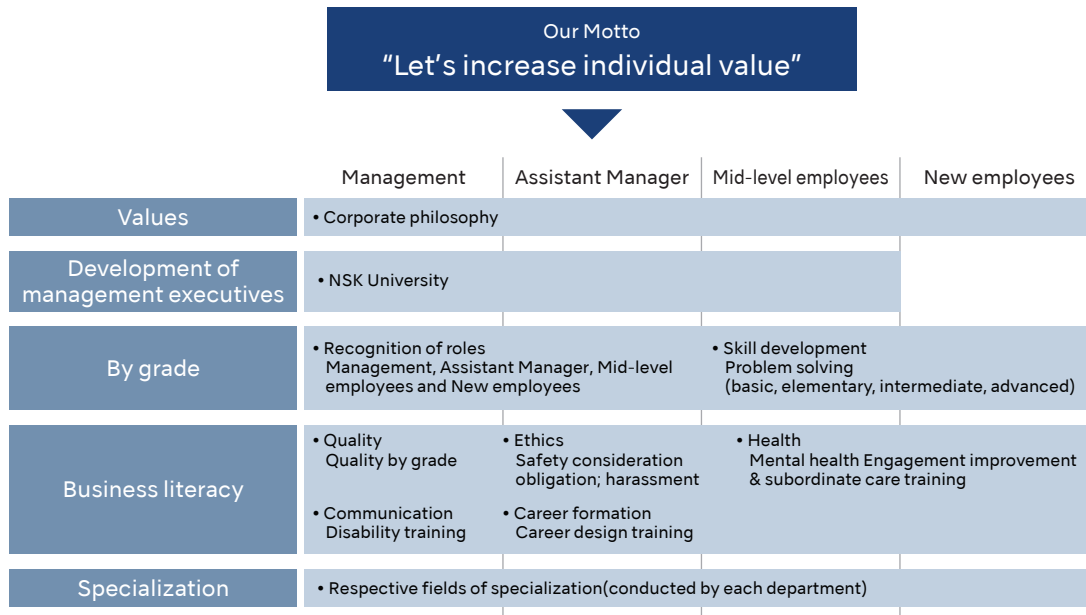 Our Motto
“Let’s increase individual value”
Management
Assistant Manager
Mid-level employees
New employees
Values
• Corporate philosophy
Development of
management executives
• NSK University
By grade
• Recognition of roles
Management, Assistant Manager, Mid-level
employees and New employees
• Skill development
Problem solving
(basic, elementary, intermediate, advanced)
Business literacy
• Quality
Quality by grade
• Ethics
Safety consideration
obligation; harassment
• Health
Mental health Engagement improvement
& subordinate care training
• Communication
Disability training
• Career formation
Career design training
Specialization
• Respective fields of specialization(conducted by each department)